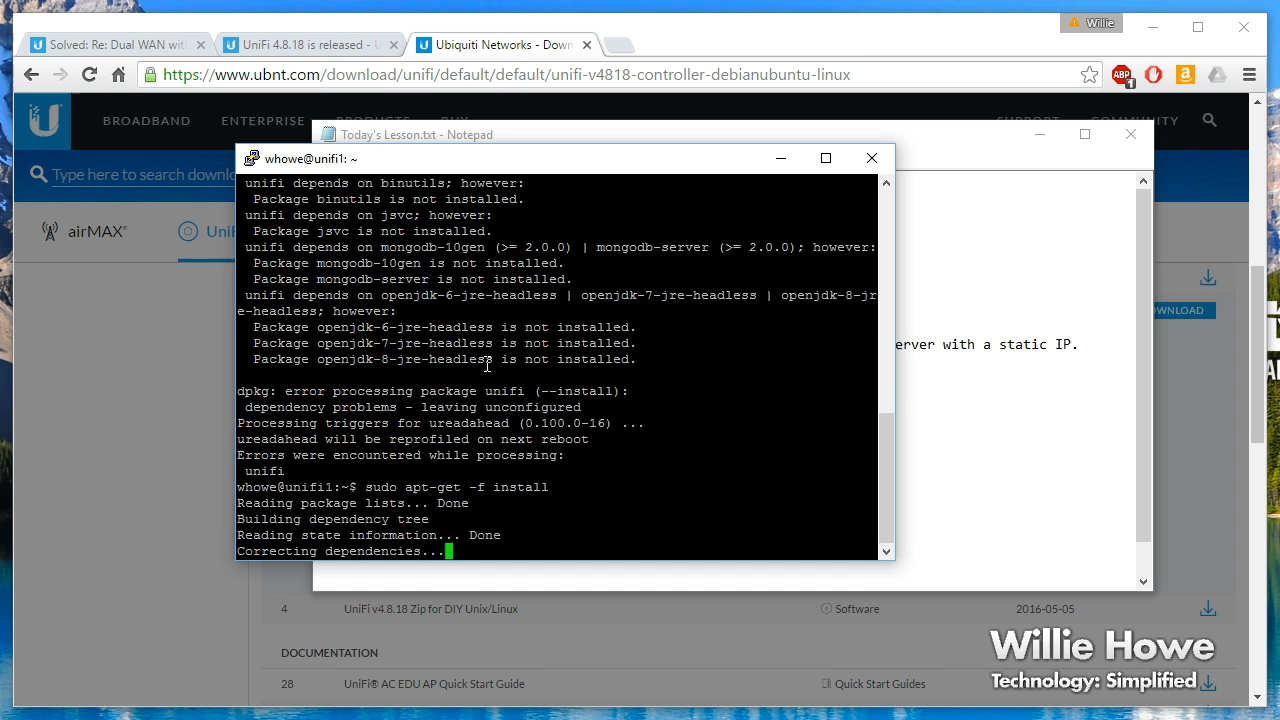 Willie
Solved: Re: Dual WAN with
UniFi 4.8.18 is released - U
Ubiquiti Networks - Down
https://www.ubnt.com/download/unifi/default/default/unifi-v4818-controller-debianubuntu-linux
ABP
1
BROADBAND
ENTERPRISE
PRODUCTS
BUY
SUPPORT
COMMUNITY
Today's Lesson.txt - Notepad
Type here to search downlo
whowe@unifi1: ~
airMAX®
UniF
DOWNLOAD
unifi depends on binutils; however:
Package binutils is not installed.
unifi depends on jsvc; however:
Package jsvc is not installed.
unifi depends on mongodb-10gen (>= 2.0.0) | mongodb-server (>= 2.0.0); however:
Package mongodb-10gen is not installed.
Package mongodb-server is not installed.
unifi depends on openjdk-6-jre-headless | openjdk-7-jre-headless | openjdk-8-jr
e-headless; however:
Package openjdk-6-jre-headless is not installed.
Package openjdk-7-jre-headless is not installed.
Package openjdk-8-jre-headless is not installed.
dpkg: error processing package unifi (--install):
dependency problems - leaving unconfigured
Processing triggers for ureadahead (0.100.0-16) ...
ureadahead will be reprofiled on next reboot
Errors were encountered while processing:
unifi
whowe@unifi1:~$ sudo apt-get -f install
Reading package lists... Done
Building dependency tree
Reading state information... Done
Correcting dependencies...
erver with a static IP.
4 UniFi v4.8.18 Zip for DIY Unix/Linux Software 2016-05-05
DOCUMENTATION
28 UniFi® AC EDU AP Quick Start Guide Quick Start Guides
Willie Howe
Technology: Simplified